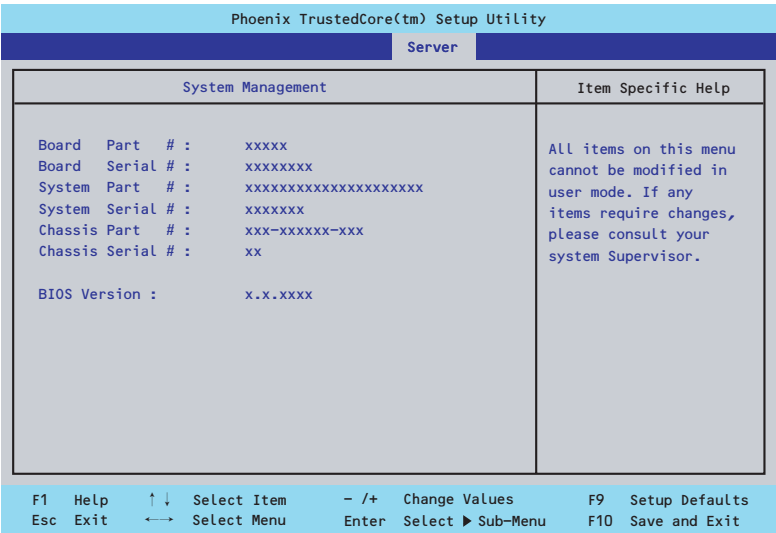 Phoenix TrustedCore(tm) Setup Utility
Server
System Management
Item Specific Help
Board Part # : xxxxx
Board Serial # : xxxxxxxx
System Part # : xxxxxxxxxxxxxxxxxxxxx
System Serial # : xxxxxxx
Chassis Part # : xxx-xxxxxx-xxx
Chassis Serial # : xx
BIOS Version : x.x.xxxx
All items on this menu
cannot be modified in
user mode. If any
items require changes,
please consult your
system Supervisor.
F1 Help ↑↓ Select Item - /+ Change Values F9 Setup Defaults
Esc Exit ←→ Select Menu Enter Select ▶ Sub-Menu F10 Save and Exit